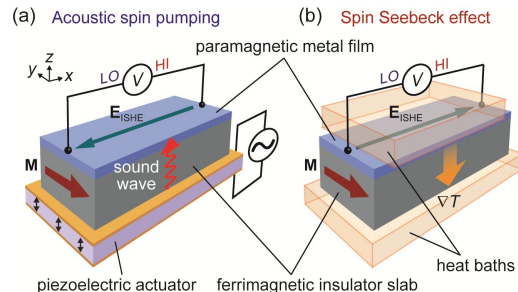 (a) Acoustic spin pumping
(b) Spin Seebeck effect
paramagnetic metal film
z
y
x
LO V HI
LO V HI
E_ISHE
E_ISHE
M
sound
wave
M
∇T
heat baths
piezoelectric actuator
ferrimagnetic insulator slab